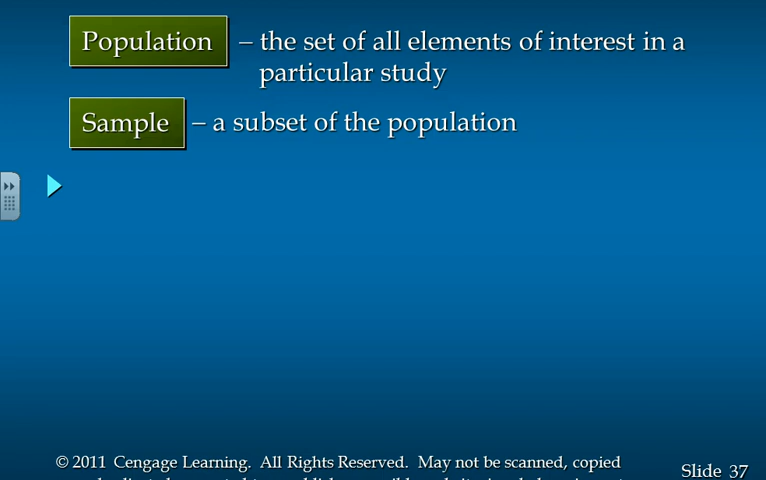 Population – the set of all elements of interest in a
particular study
Sample – a subset of the population
© 2011 Cengage Learning. All Rights Reserved. May not be scanned, copied
Slide 37